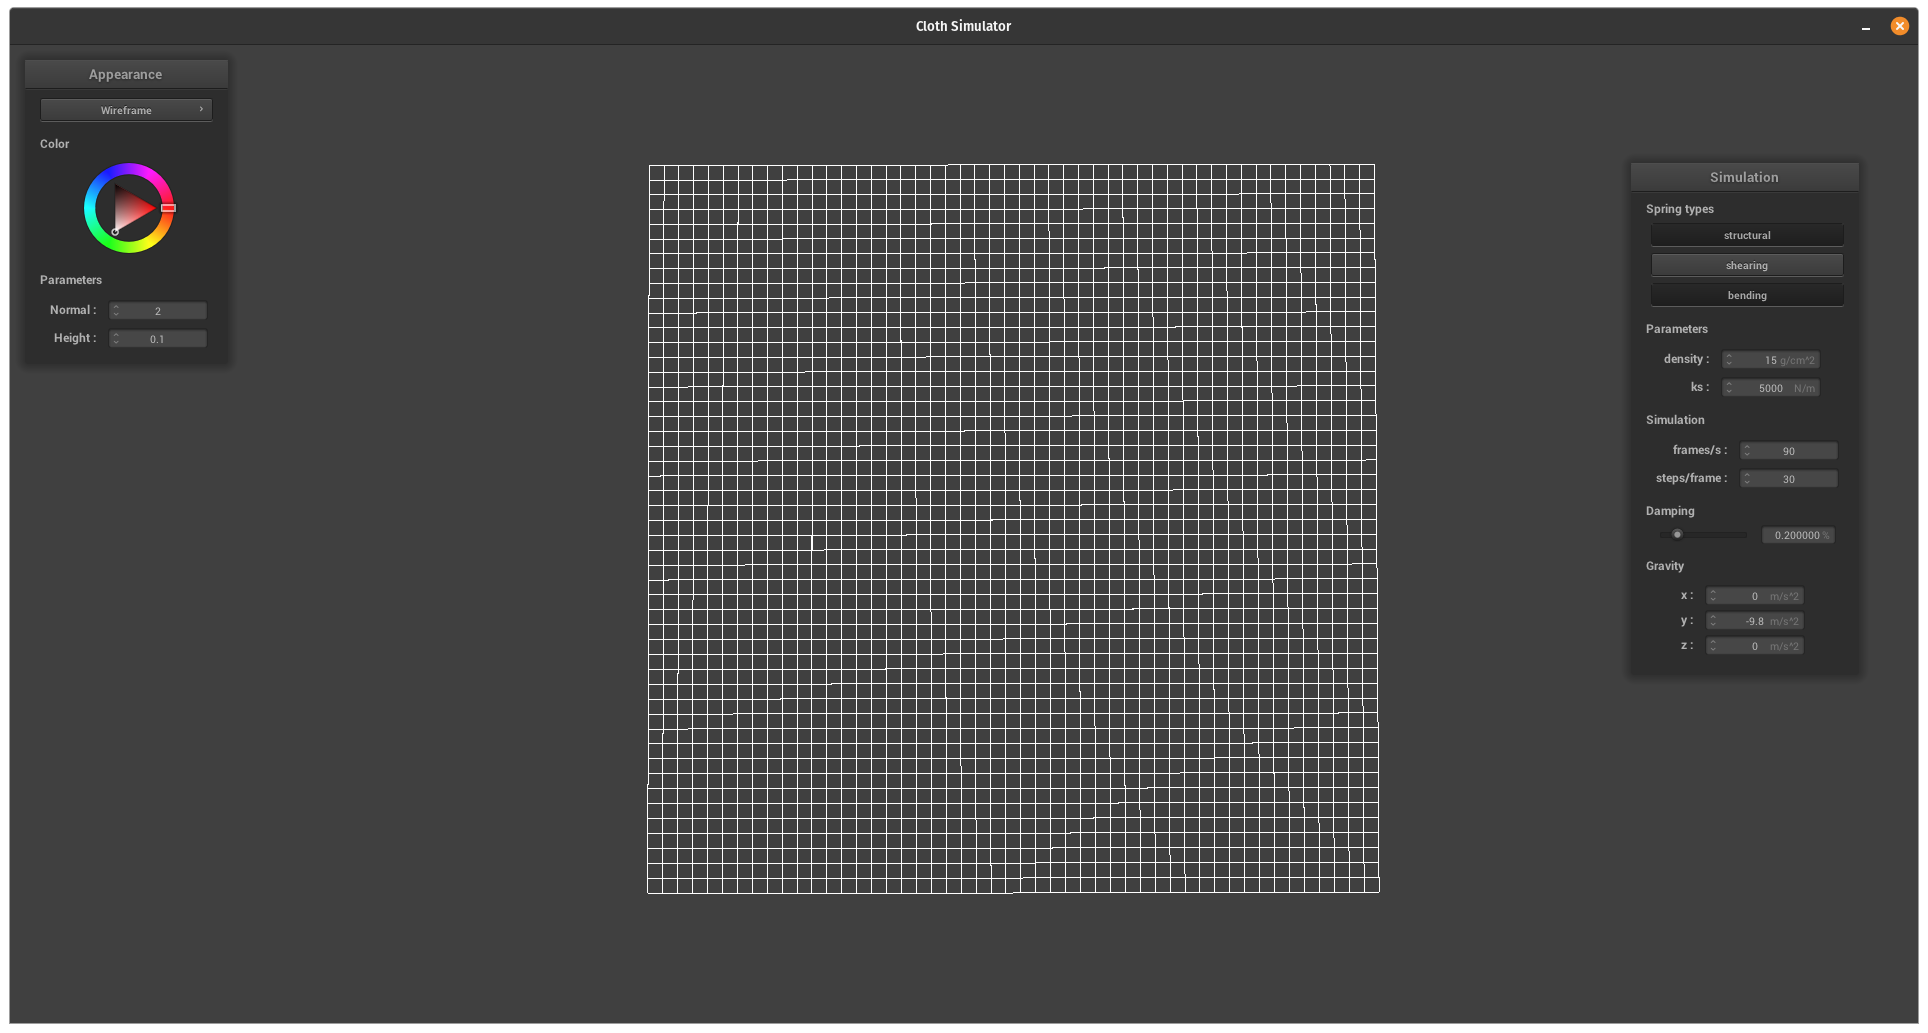 Cloth Simulator
Appearance
Wireframe
Color
Parameters
Normal : 2
Height : 0.1
Simulation
Spring types
structural
shearing
bending
Parameters
density : 15 g/cm^2
ks : 5000 N/m
Simulation
frames/s : 90
steps/frame : 30
Damping
0.200000 %
Gravity
x : 0 m/s^2
y : -9.8 m/s^2
z : 0 m/s^2